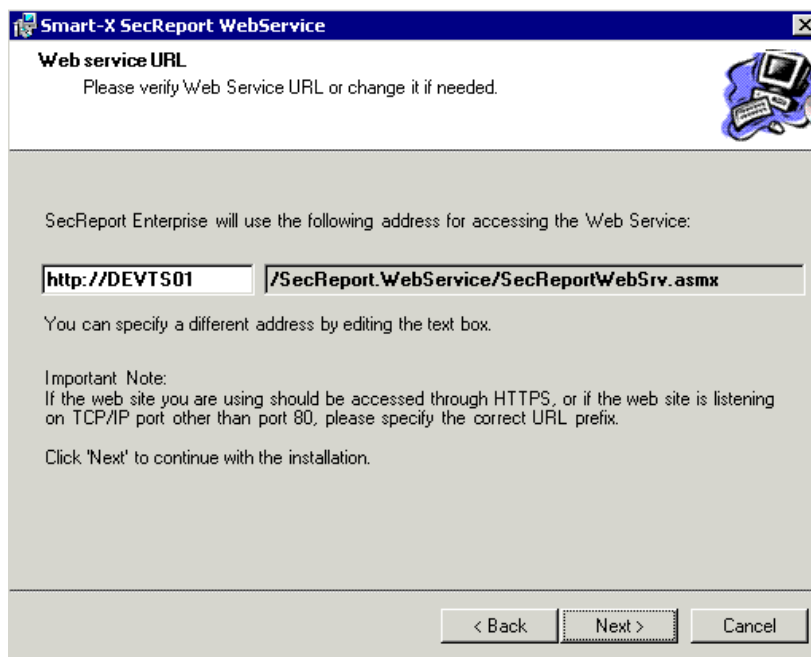 Smart-X SecReport WebService
Web service URL
Please verify Web Service URL or change it if needed.
SecReport Enterprise will use the following address for accessing the Web Service:
http://DEVTS01 /SecReport.WebService/SecReportWebSrv.asmx
You can specify a different address by editing the text box.
Important Note:
If the web site you are using should be accessed through HTTPS, or if the web site is listening
on TCP/IP port other than port 80, please specify the correct URL prefix.
Click 'Next' to continue with the installation.
< Back Next > Cancel